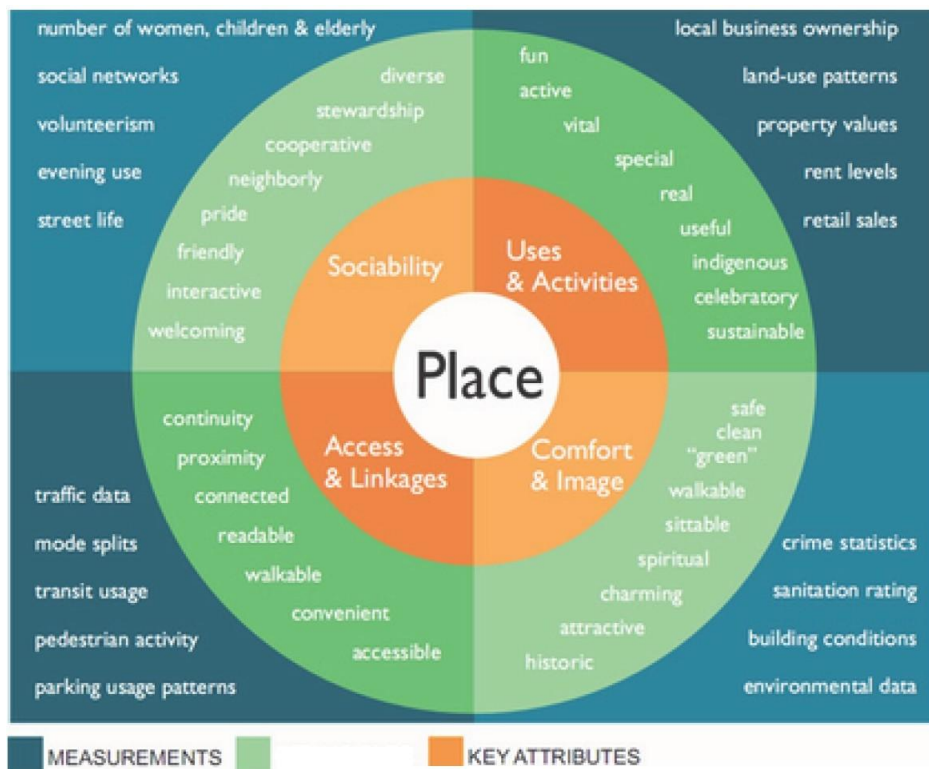 number of women, children & elderly
social networks
volunteerism
evening use
street life
diverse
stewardship
cooperative
neighborly
pride
friendly
interactive
welcoming
fun
active
vital
special
real
useful
indigenous
celebratory
sustainable
local business ownership
land-use patterns
property values
rent levels
retail sales
Sociability
Uses
& Activities
Place
Access
& Linkages
Comfort
& Image
continuity
proximity
connected
readable
walkable
convenient
accessible
traffic data
mode splits
transit usage
pedestrian activity
parking usage patterns
safe
clean
"green"
walkable
sittable
spiritual
charming
attractive
historic
crime statistics
sanitation rating
building conditions
environmental data
MEASUREMENTS
KEY ATTRIBUTES